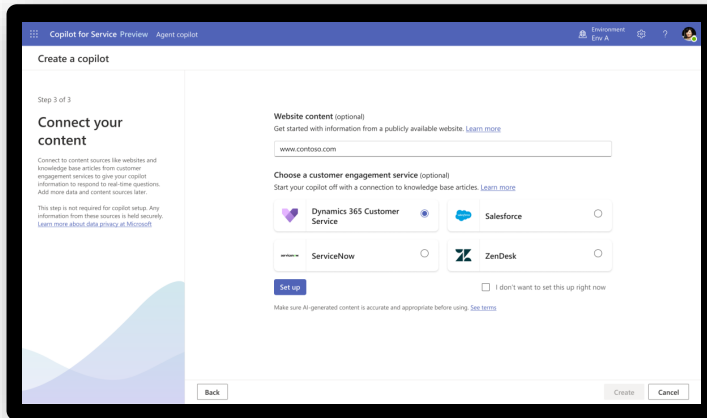 Copilot for Service Preview Agent copilot
Environment
Env A
?
Create a copilot
Step 3 of 3
Connect your
content
Connect to content sources like websites and
knowledge base articles from customer
engagement services to give your copilot
information to respond to real-time questions.
Add more data and content sources later.
This step is not required for copilot setup. Any
information from these sources is held securely.
Learn more about data privacy at Microsoft
Website content (optional)
Get started with information from a publicly available website. Learn more
www.contoso.com
Choose a customer engagement service (optional)
Start your copilot off with a connection to knowledge base articles. Learn more
Dynamics 365 Customer
Service
Salesforce
ServiceNow
ZenDesk
Set up
I don't want to set this up right now
Make sure AI-generated content is accurate and appropriate before using. See terms
Back
Create
Cancel